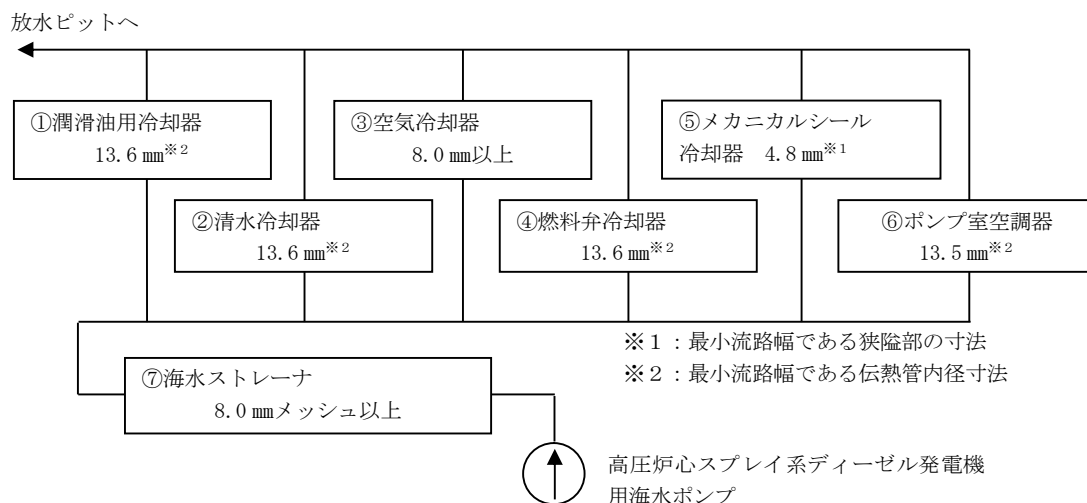 放水ピットへ
①潤滑油用冷却器
13.6 ㎜※2
③空気冷却器
8.0 ㎜以上
⑤メカニカルシール
冷却器 4.8 ㎜※1
②清水冷却器
13.6 ㎜※2
④燃料弁冷却器
13.6 ㎜※2
⑥ポンプ室空調器
13.5 ㎜※2
※1：最小流路幅である狭隘部の寸法
※2：最小流路幅である伝熱管内径寸法
⑦海水ストレーナ
8.0 ㎜メッシュ以上
高圧炉心スプレイ系ディーゼル発電機
用海水ポンプ